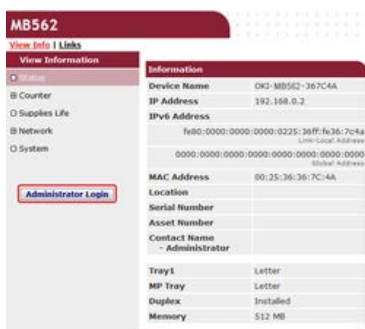 MB562
View Info | Links
View Information
Status
Counter
Supplies Life
Network
System
Administrator Login
Information
Device Name OKI-MB562-367C4A
IP Address 192.168.0.2
IPv6 Address
fe80:0000:0000:0000:0225:36ff:fe36:7c4a
Link-Local Address
0000:0000:0000:0000:0000:0000:0000:0000
Global Address
MAC Address 00:25:36:36:7C:4A
Location
Serial Number
Asset Number
Contact Name
- Administrator
Tray1 Letter
MP Tray Letter
Duplex Installed
Memory 512 MB